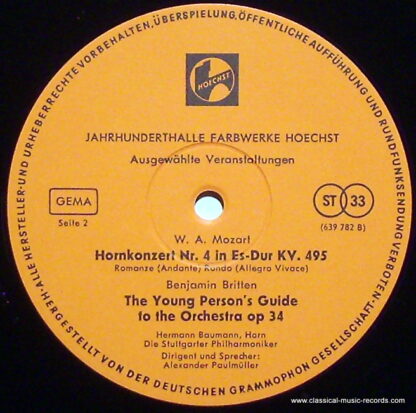 ALLE HERSTELLER- UND URHEBERRECHTE VORBEHALTEN, ÜBERSPIELUNG, ÖFFENTLICHE AUFFÜHRUNG UND RUNDFUNKSENDUNG VERBOTEN·
HERGESTELLT VON DER DEUTSCHEN GRAMMOPHON GESELLSCHAFT·
HOECHST
JAHRHUNDERTHALLE FARBWERKE HOECHST
Ausgewählte Veranstaltungen
GEMA
Seite 2
ST 33
(639 782 B)
W. A. Mozart
Hornkonzert Nr. 4 in Es-Dur KV. 495
Romanze (Andante) Rondo (Allegro Vivace)
Benjamin Britten
The Young Person's Guide
to the Orchestra op 34
Hermann Baumann, Horn
Die Stuttgarter Philharmoniker
Dirigent und Sprecher:
Alexander Paulmüller
www.classical-music-records.com